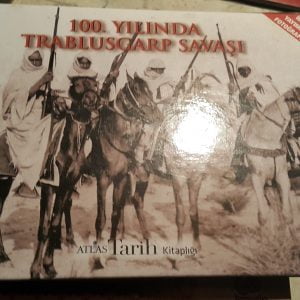 100. YILINDA
TRABLUSGARP SAVAŞI
ATLAS Tarih Kitaplığı